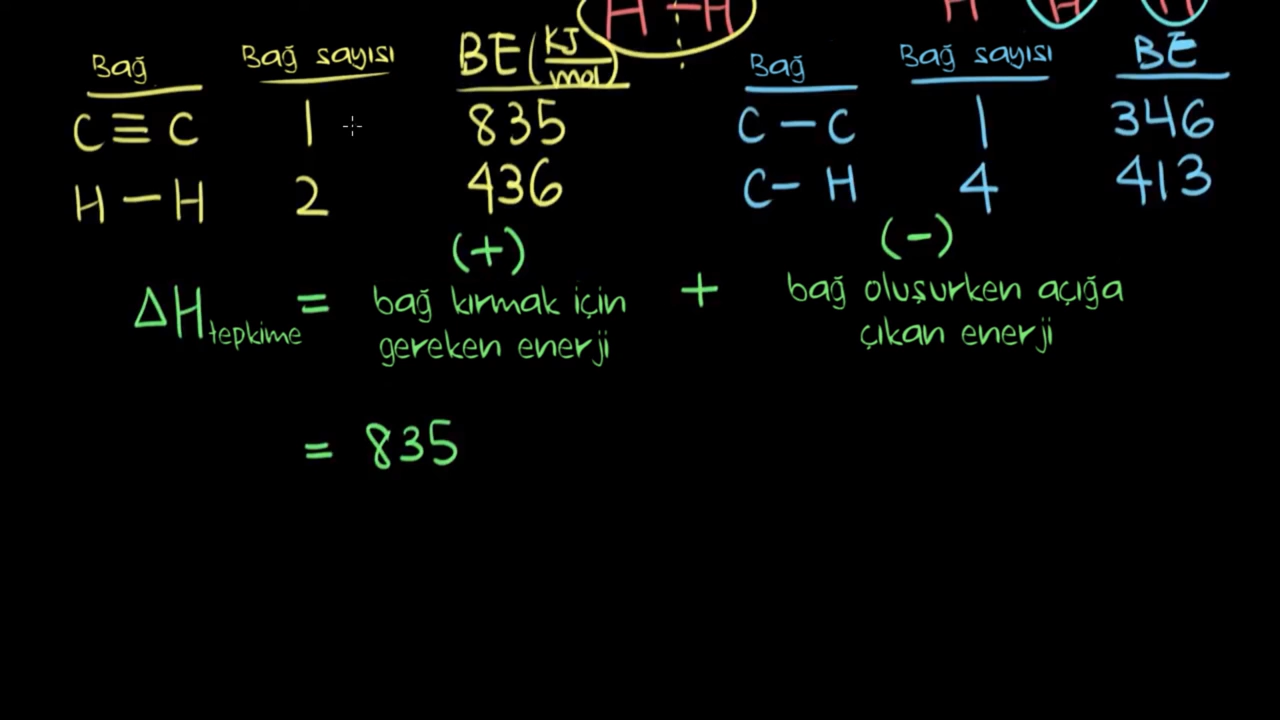 H – H H H H
Bağ Bağ sayısı BE (KJ/mol) Bağ Bağ sayısı BE
C ≡ C 1 835 C – C 1 346
H – H 2 436 C – H 4 413
(+) (–)
ΔH tepkime = bağ kırmak için + bağ oluşurken açığa
gereken enerji çıkan enerji
= 835